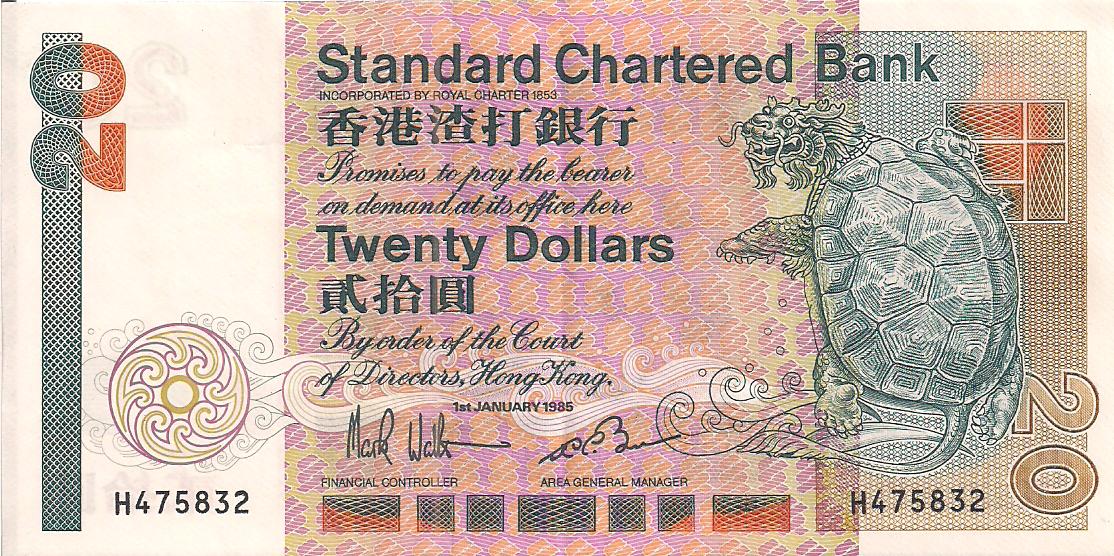 20
Standard Chartered Bank
INCORPORATED BY ROYAL CHARTER 1853
香港渣打銀行
Promises to pay the bearer
on demand at its office here
Twenty Dollars
貳拾圓
By order of the Court
of Directors, Hong Kong.
1st JANUARY 1985
FINANCIAL CONTROLLER
AREA GENERAL MANAGER
H475832
H475832
20